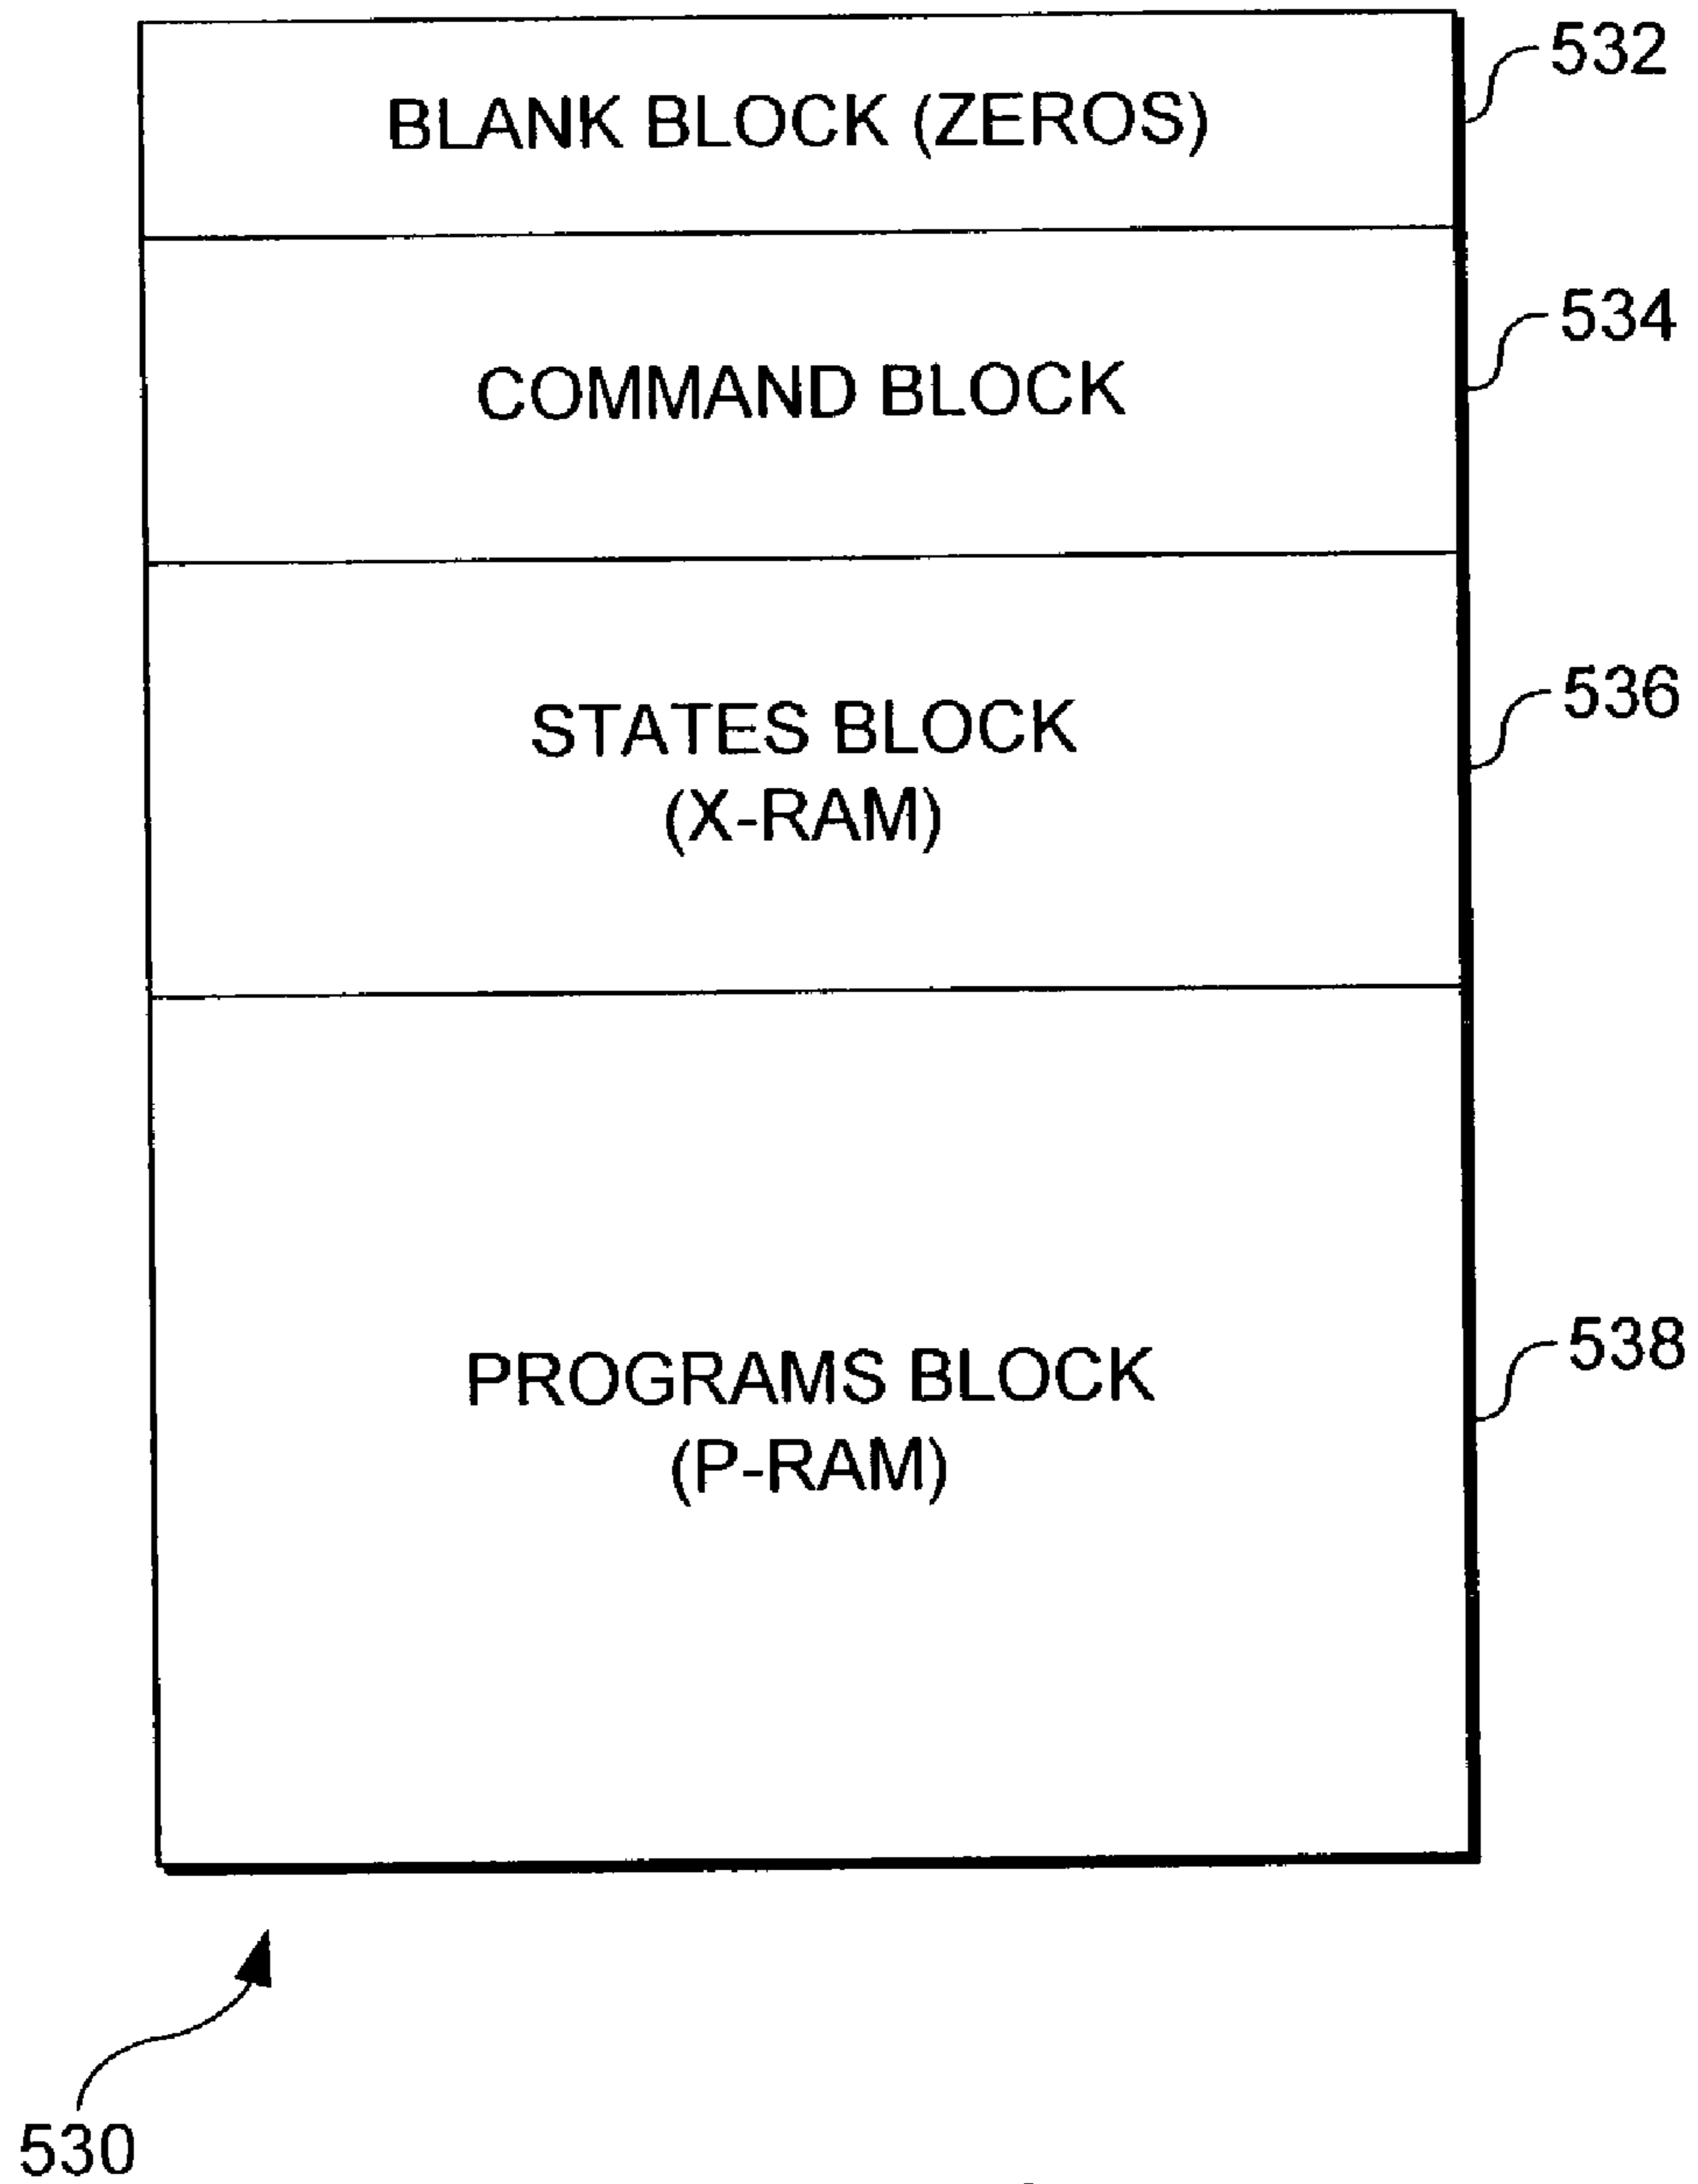 BLANK BLOCK (ZEROS)
532
COMMAND BLOCK
534
STATES BLOCK
(X-RAM)
536
PROGRAMS BLOCK
(P-RAM)
538
530